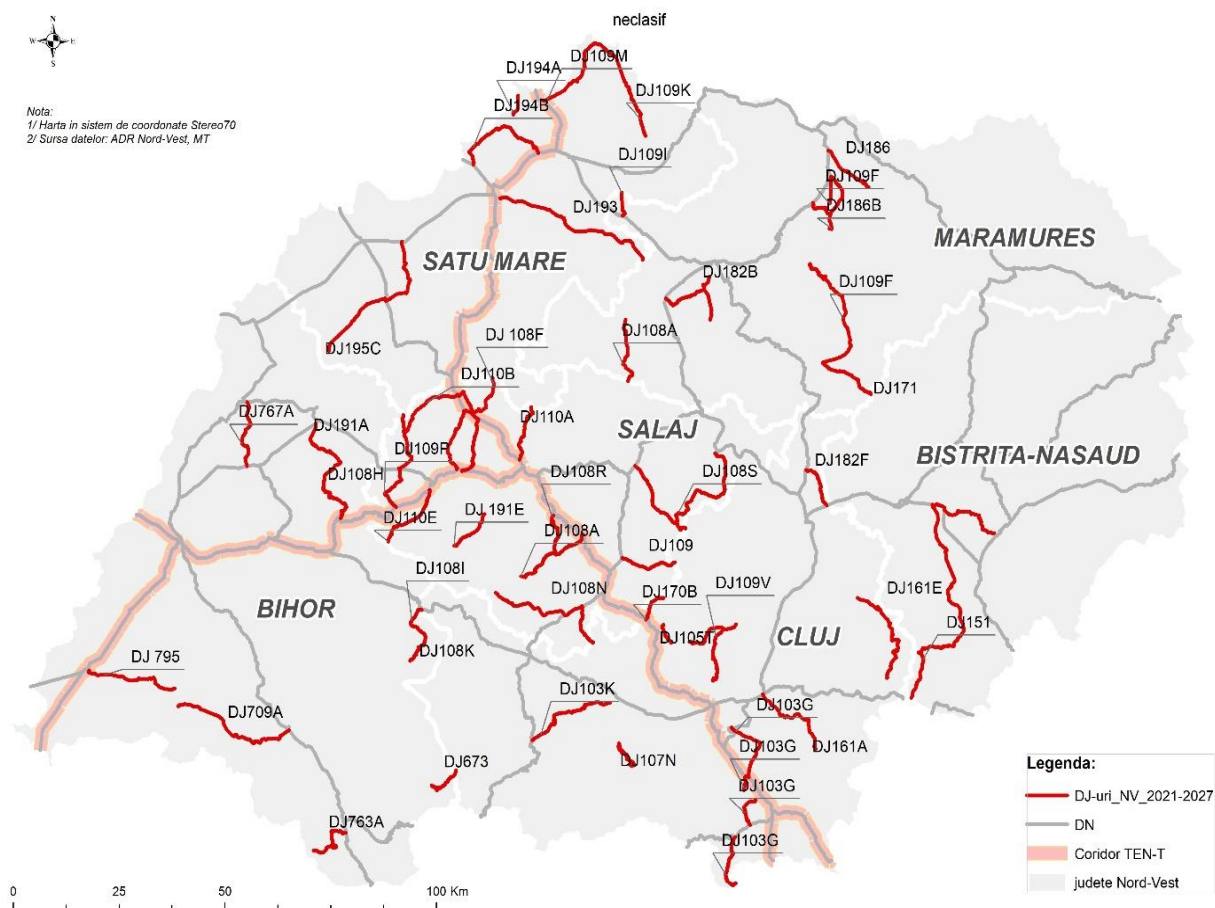 neclasif
N
W
E
S
Nota:
1/ Harta in sistem de coordonate Stereo70
2/ Sursa datelor: ADR Nord-Vest, MT
DJ194A
DJ109M
DJ194B
DJ109K
DJ109I
DJ186
DJ109F
DJ193
DJ186B
MARAMURES
SATU MARE
DJ182B
DJ109F
DJ 108F
DJ108A
DJ195C
DJ110B
DJ171
DJ767A
DJ191A
DJ110A
SALAJ
DJ109P
BISTRITA-NASAUD
DJ108H
DJ108R
DJ108S
DJ182F
DJ110E
DJ 191E
DJ108A
DJ109
DJ108I
DJ108N
DJ170B
DJ109V
DJ161E
BIHOR
DJ105T
CLUJ
DJ151
DJ108K
DJ 795
DJ103K
DJ103G
DJ709A
DJ103G
DJ161A
DJ673
DJ107N
DJ103G
DJ763A
DJ103G
Legenda:
DJ-uri_NV_2021-2027
DN
Coridor TEN-T
judete Nord-Vest
0 25 50 100 Km